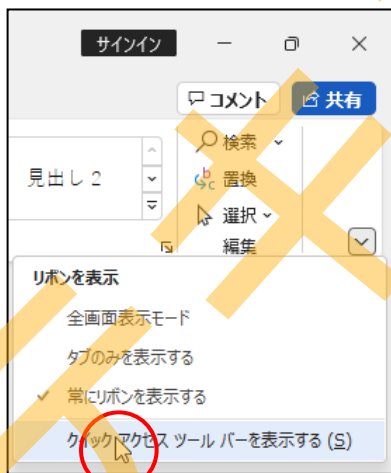 サインイン
コメント 共有
検索
見出し 2
置換
選択
編集
リボンを表示
全画面表示モード
タブのみを表示する
常にリボンを表示する
クイック アクセス ツール バーを表示する (S)